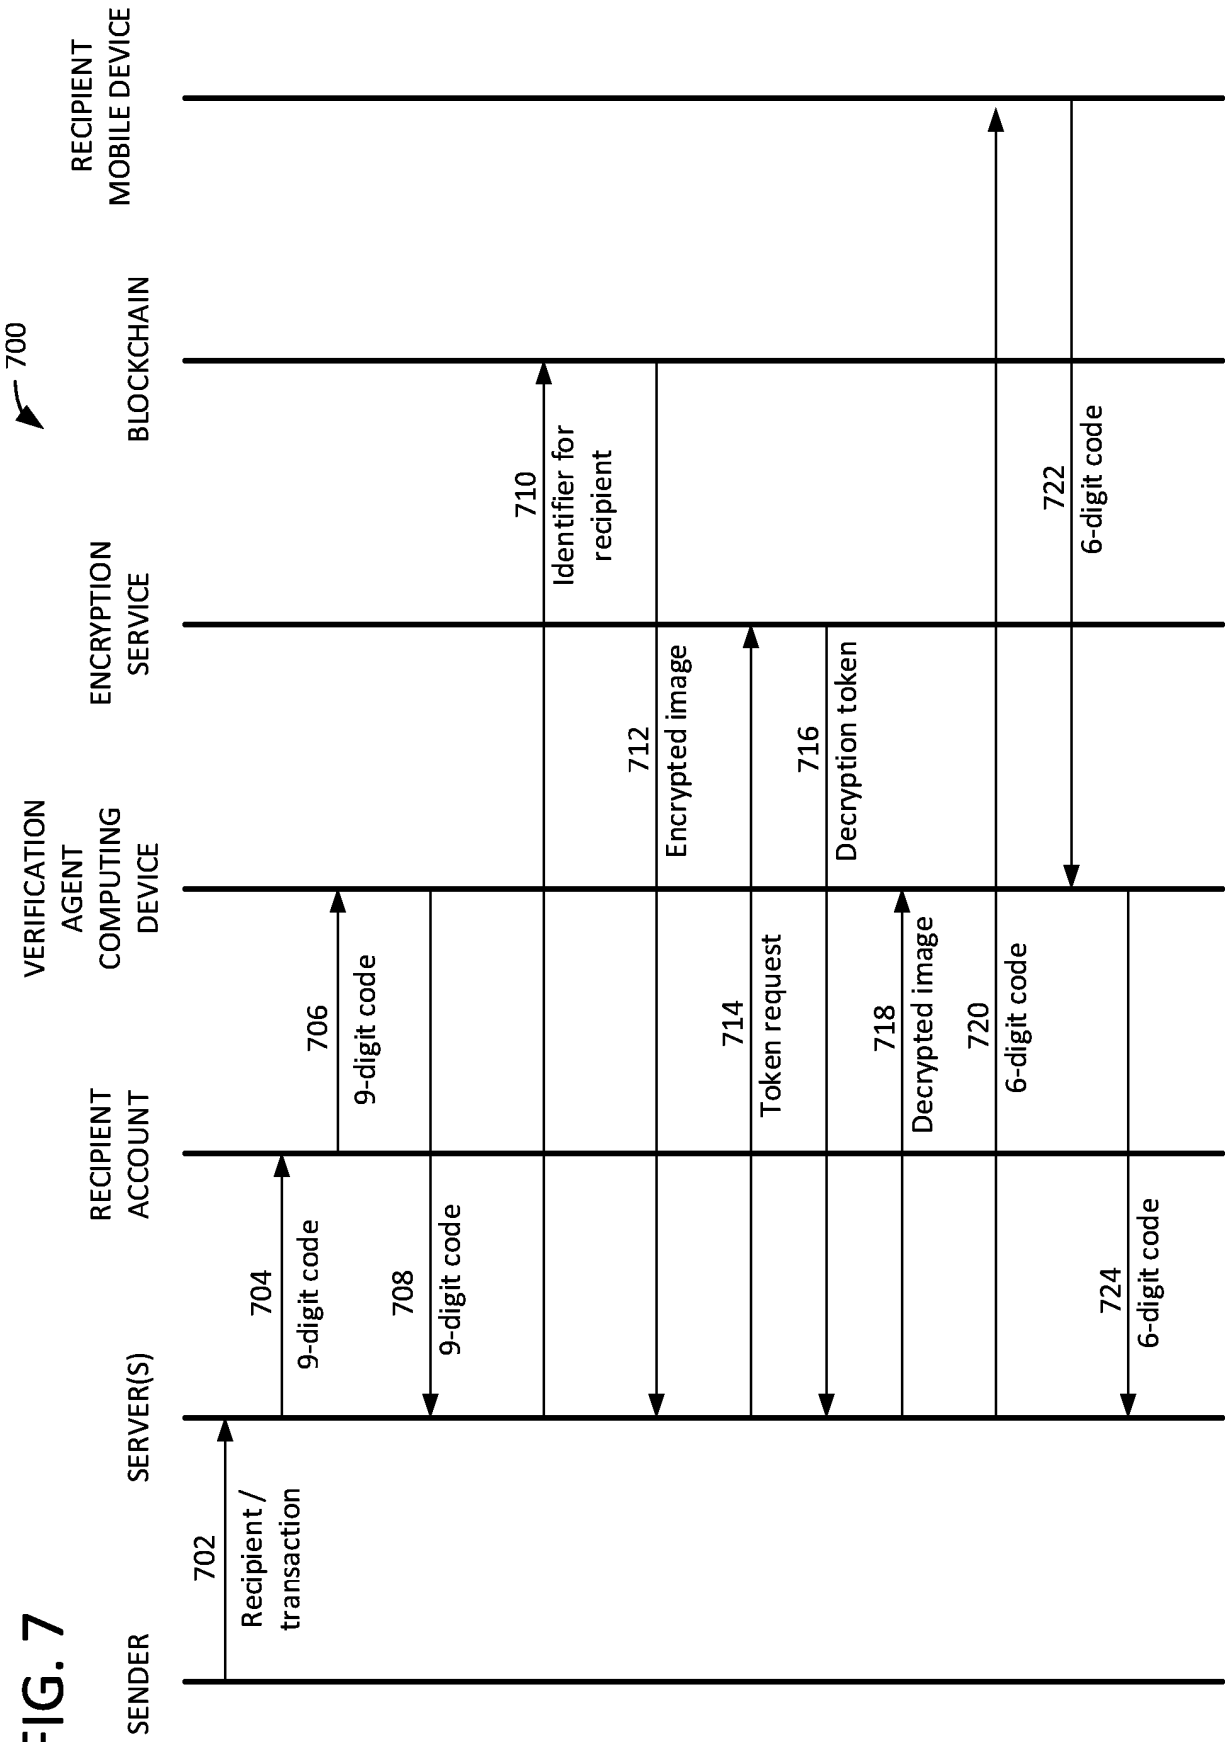 FIG. 7
700
SENDER
SERVER(S)
RECIPIENT
ACCOUNT
VERIFICATION
AGENT
COMPUTING
DEVICE
ENCRYPTION
SERVICE
BLOCKCHAIN
RECIPIENT
MOBILE DEVICE
702
Recipient /
transaction
704
9-digit code
706
9-digit code
708
9-digit code
710
Identifier for
recipient
712
Encrypted image
714
Token request
716
Decryption token
718
Decrypted image
720
6-digit code
722
6-digit code
724
6-digit code